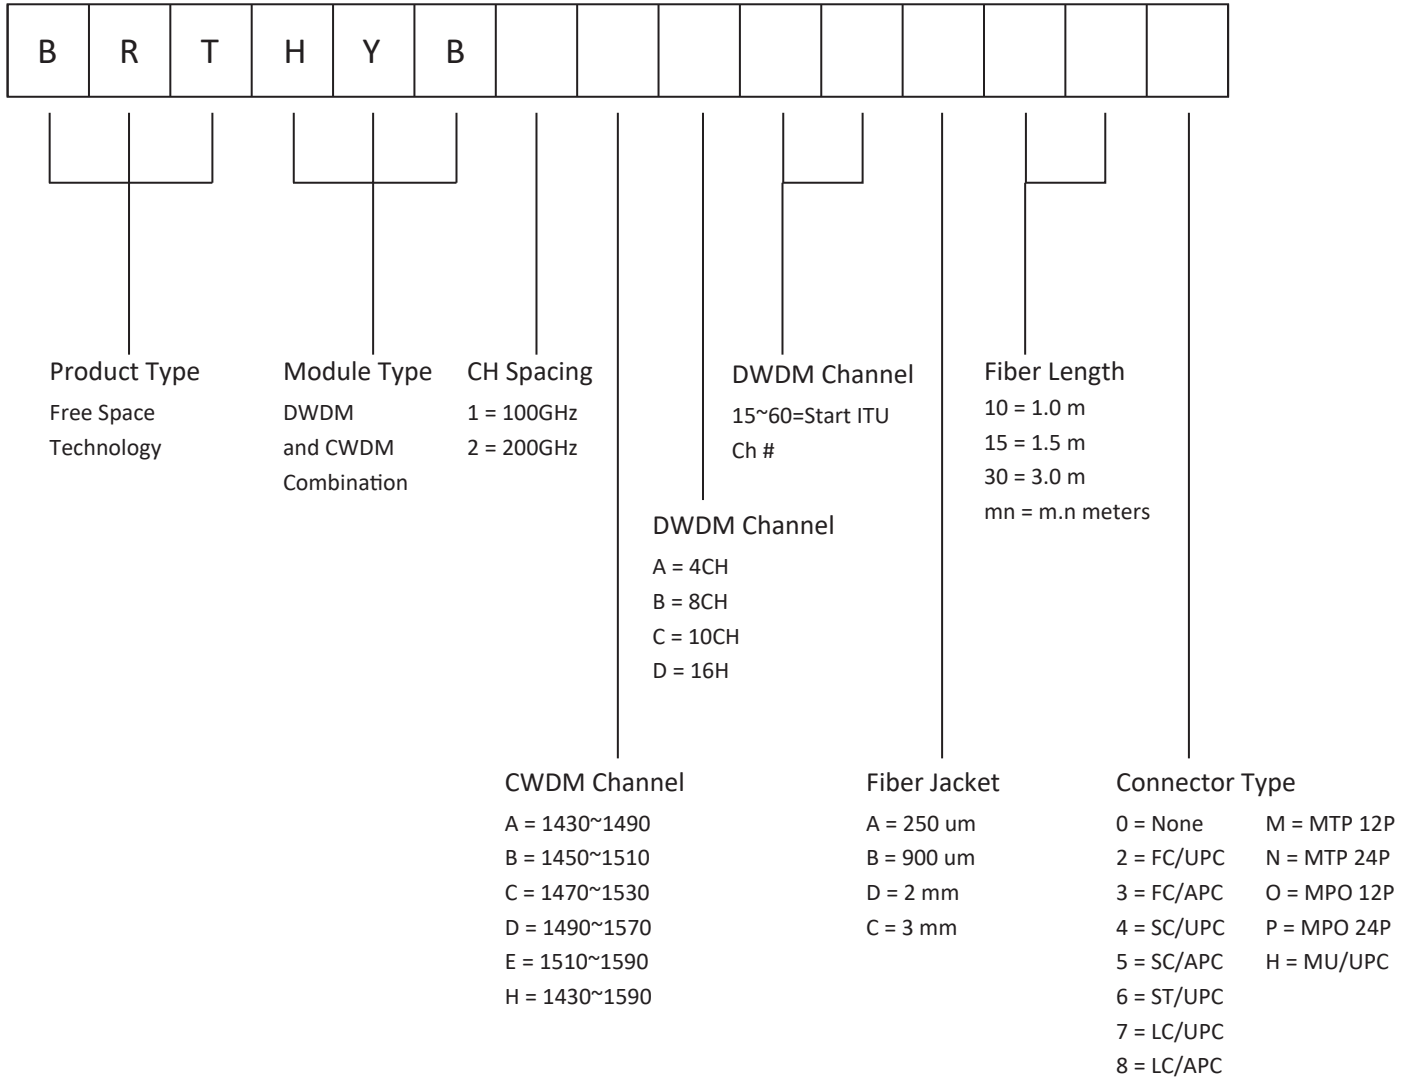 B R T H Y B
Product Type
Free Space
Technology
Module Type
DWDM
and CWDM
Combination
CH Spacing
1 = 100GHz
2 = 200GHz
DWDM Channel
15~60=Start ITU
Ch #
Fiber Length
10 = 1.0 m
15 = 1.5 m
30 = 3.0 m
mn = m.n meters
DWDM Channel
A = 4CH
B = 8CH
C = 10CH
D = 16H
CWDM Channel
A = 1430~1490
B = 1450~1510
C = 1470~1530
D = 1490~1570
E = 1510~1590
H = 1430~1590
Fiber Jacket
A = 250 um
B = 900 um
D = 2 mm
C = 3 mm
Connector Type
0 = None
2 = FC/UPC
3 = FC/APC
4 = SC/UPC
5 = SC/APC
6 = ST/UPC
7 = LC/UPC
8 = LC/APC
M = MTP 12P
N = MTP 24P
O = MPO 12P
P = MPO 24P
H = MU/UPC